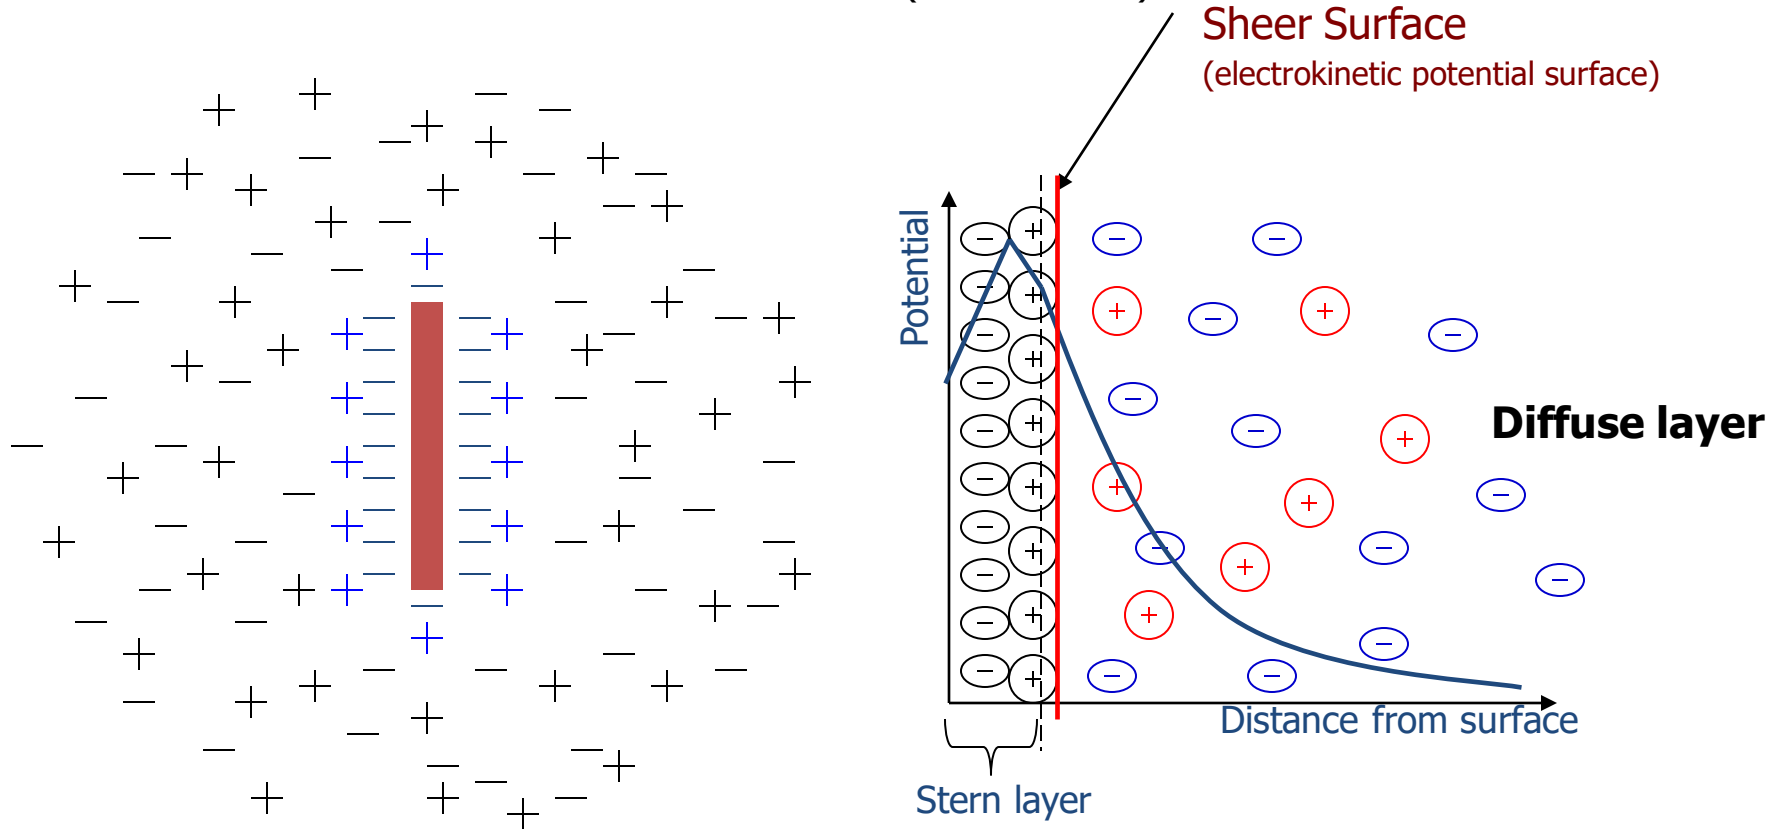 Sheer Surface
(electrokinetic potential surface)
Potential
Diffuse layer
Distance from surface
Stern layer